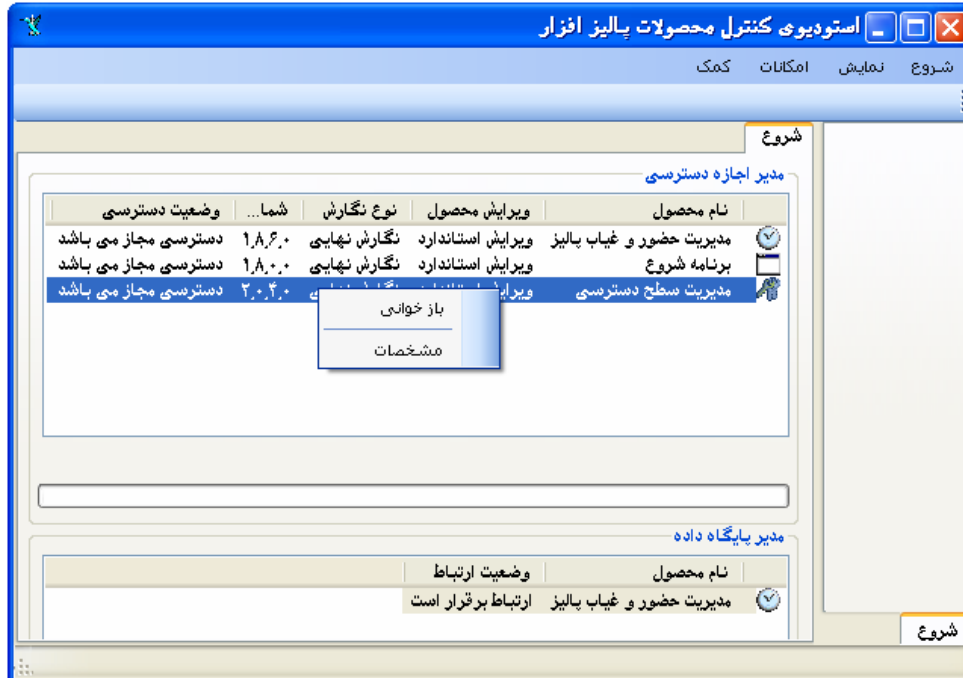 استودیوی کنترل محصولات پالیز افزار
شروع نمایش امکانات کمک
شروع
مدیر اجازه دسترسی
نام محصول ویرایش محصول نوع نگارش شما... وضعیت دسترسی
مدیریت حضور و غیاب پالیز ویرایش استاندارد نگارش نهایی ۱,۸,۶,۰ دسترسی مجاز می باشد
برنامه شروع ویرایش استاندارد نگارش نهایی ۱,۸,۰,۰ دسترسی مجاز می باشد
مدیریت سطح دسترسی ۲,۰,۴,۰ دسترسی مجاز می باشد
باز خوانی
مشخصات
مدیر پایگاه داده
نام محصول وضعیت ارتباط
مدیریت حضور و غیاب پالیز ارتباط برقرار است
شروع